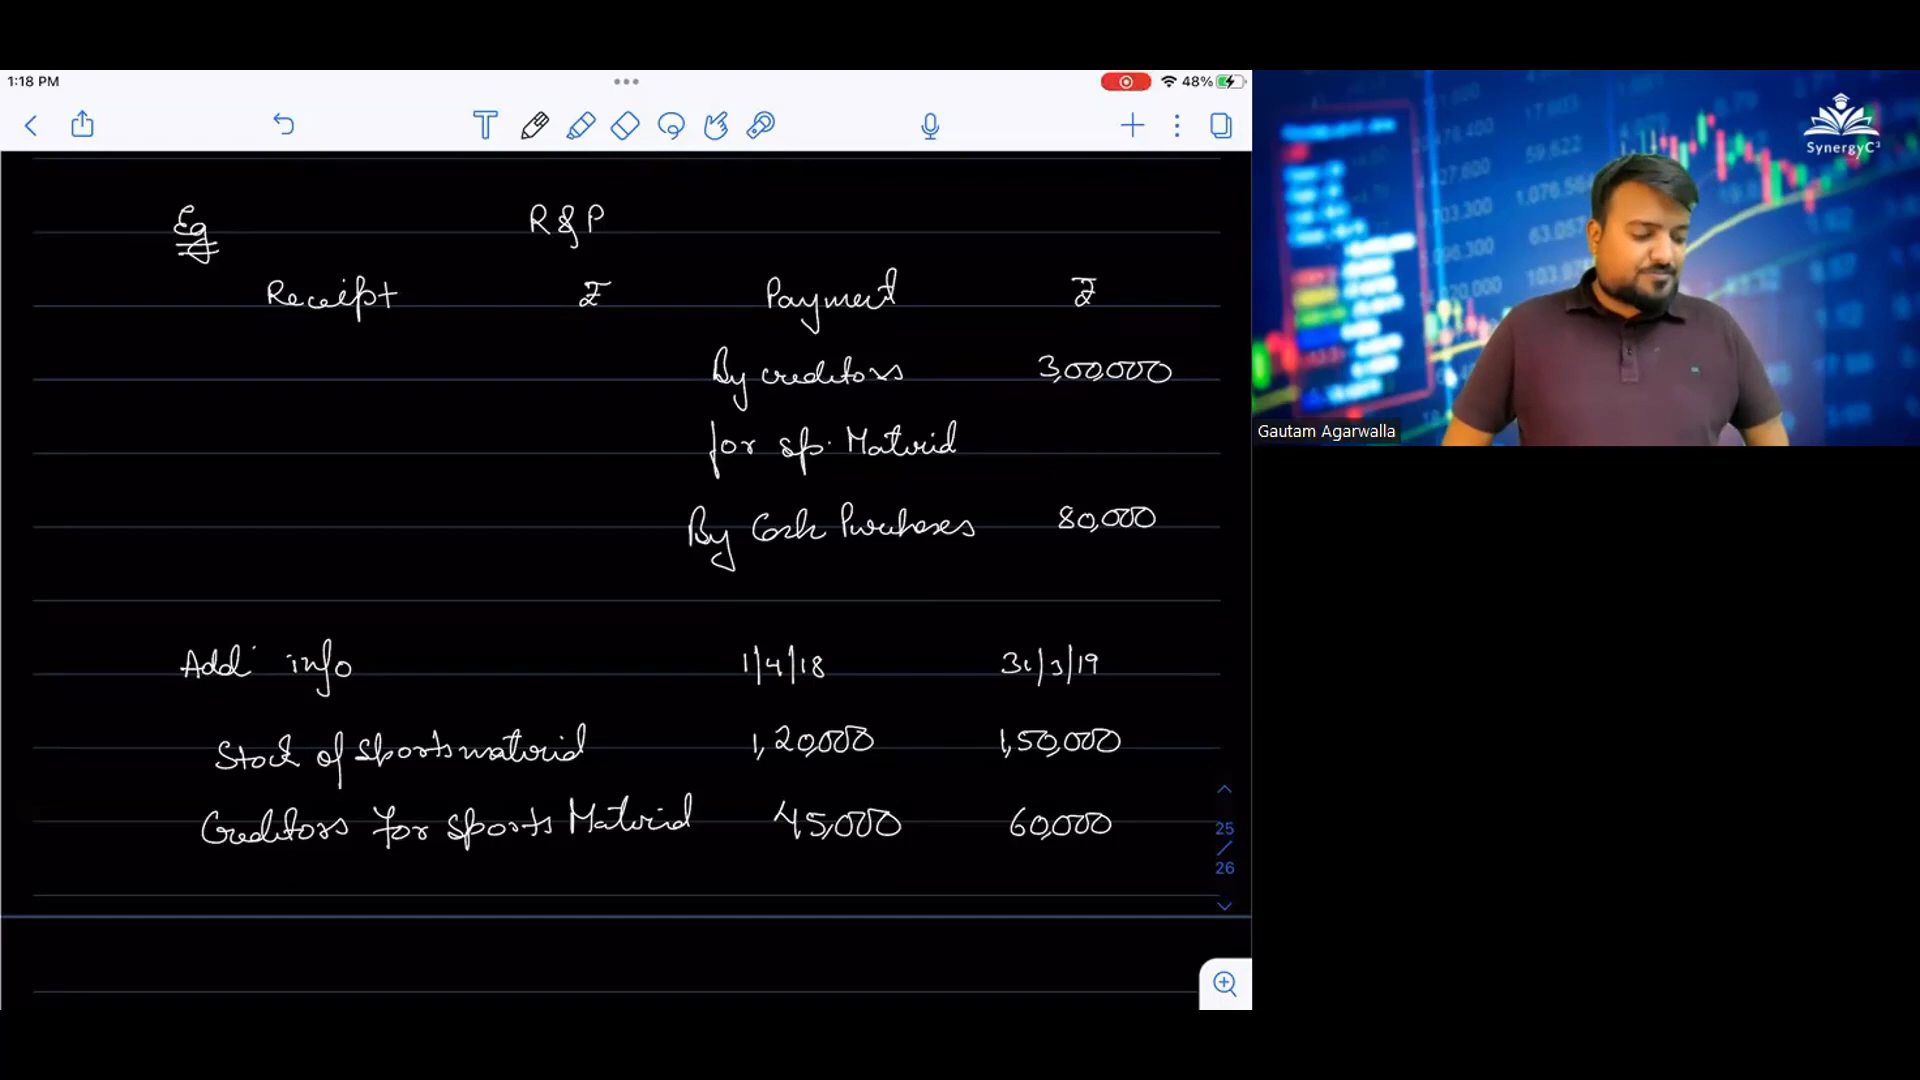 1:18 PM
48%
SynergyC³
Eg R & P
Receipt ₹ Payment ₹
By creditors 3,00,000
for Sp. Material
By Cash Purchases 80,000
Add. info 1/4/18 31/3/19
Stock of Sports material 1,20,000 1,50,000
Creditors for Sports Material 45,000 60,000
25
26
Gautam Agarwalla